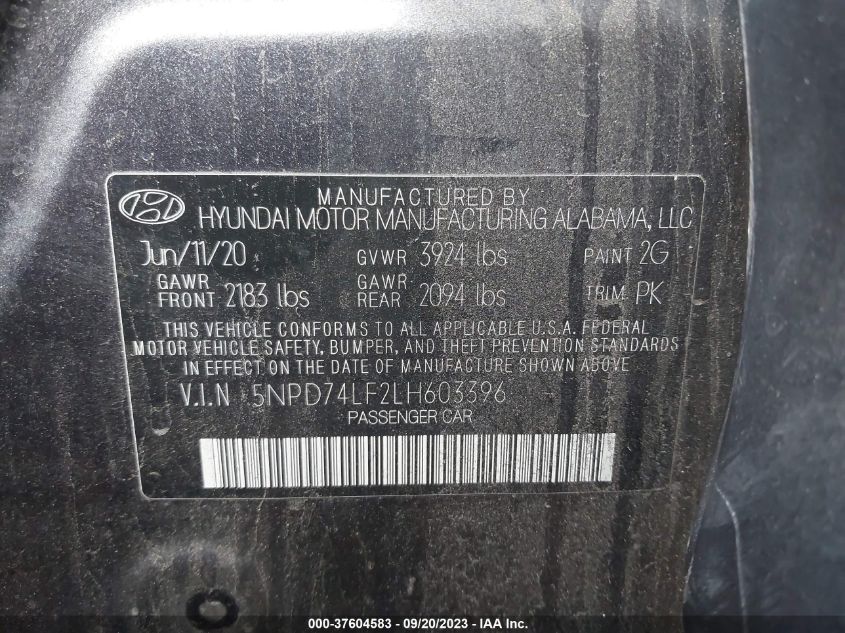 MANUFACTURED BY
HYUNDAI MOTOR MANUFACTURING ALABAMA, LLC
Jun/11/20 GVWR 3924 lbs PAINT 2G
GAWR FRONT 2183 lbs GAWR REAR 2094 lbs TRIM PK
THIS VEHICLE CONFORMS TO ALL APPLICABLE U.S.A. FEDERAL
MOTOR VEHICLE SAFETY, BUMPER, AND THEFT PREVENTION STANDARDS
IN EFFECT ON THE DATE OF MANUFACTURE SHOWN ABOVE
V.I.N 5NPD74LF2LH603396
PASSENGER CAR
000-37604583 - 09/20/2023 - IAA Inc.